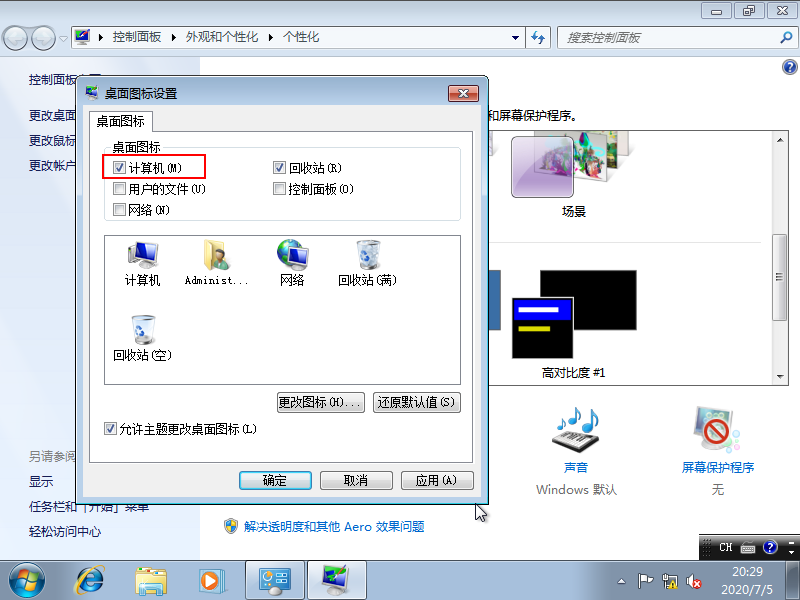 控制面板 外观和个性化 个性化
搜索控制面板
控制面板
更改桌面
更改鼠标
更改帐户
桌面图标设置
桌面图标
桌面图标
计算机(M)
回收站(R)
用户的文件(U)
控制面板(O)
网络(N)
计算机
Administ...
网络
回收站(满)
回收站(空)
更改图标(H)...
还原默认值(S)
允许主题更改桌面图标(L)
确定
取消
应用(A)
和屏幕保护程序。
场景
高对比度 #1
声音
Windows 默认
屏幕保护程序
无
另请参阅
显示
任务栏和「开始」菜单
轻松访问中心
解决透明度和其他 Aero 效果问题
CH
20:29
2020/7/5